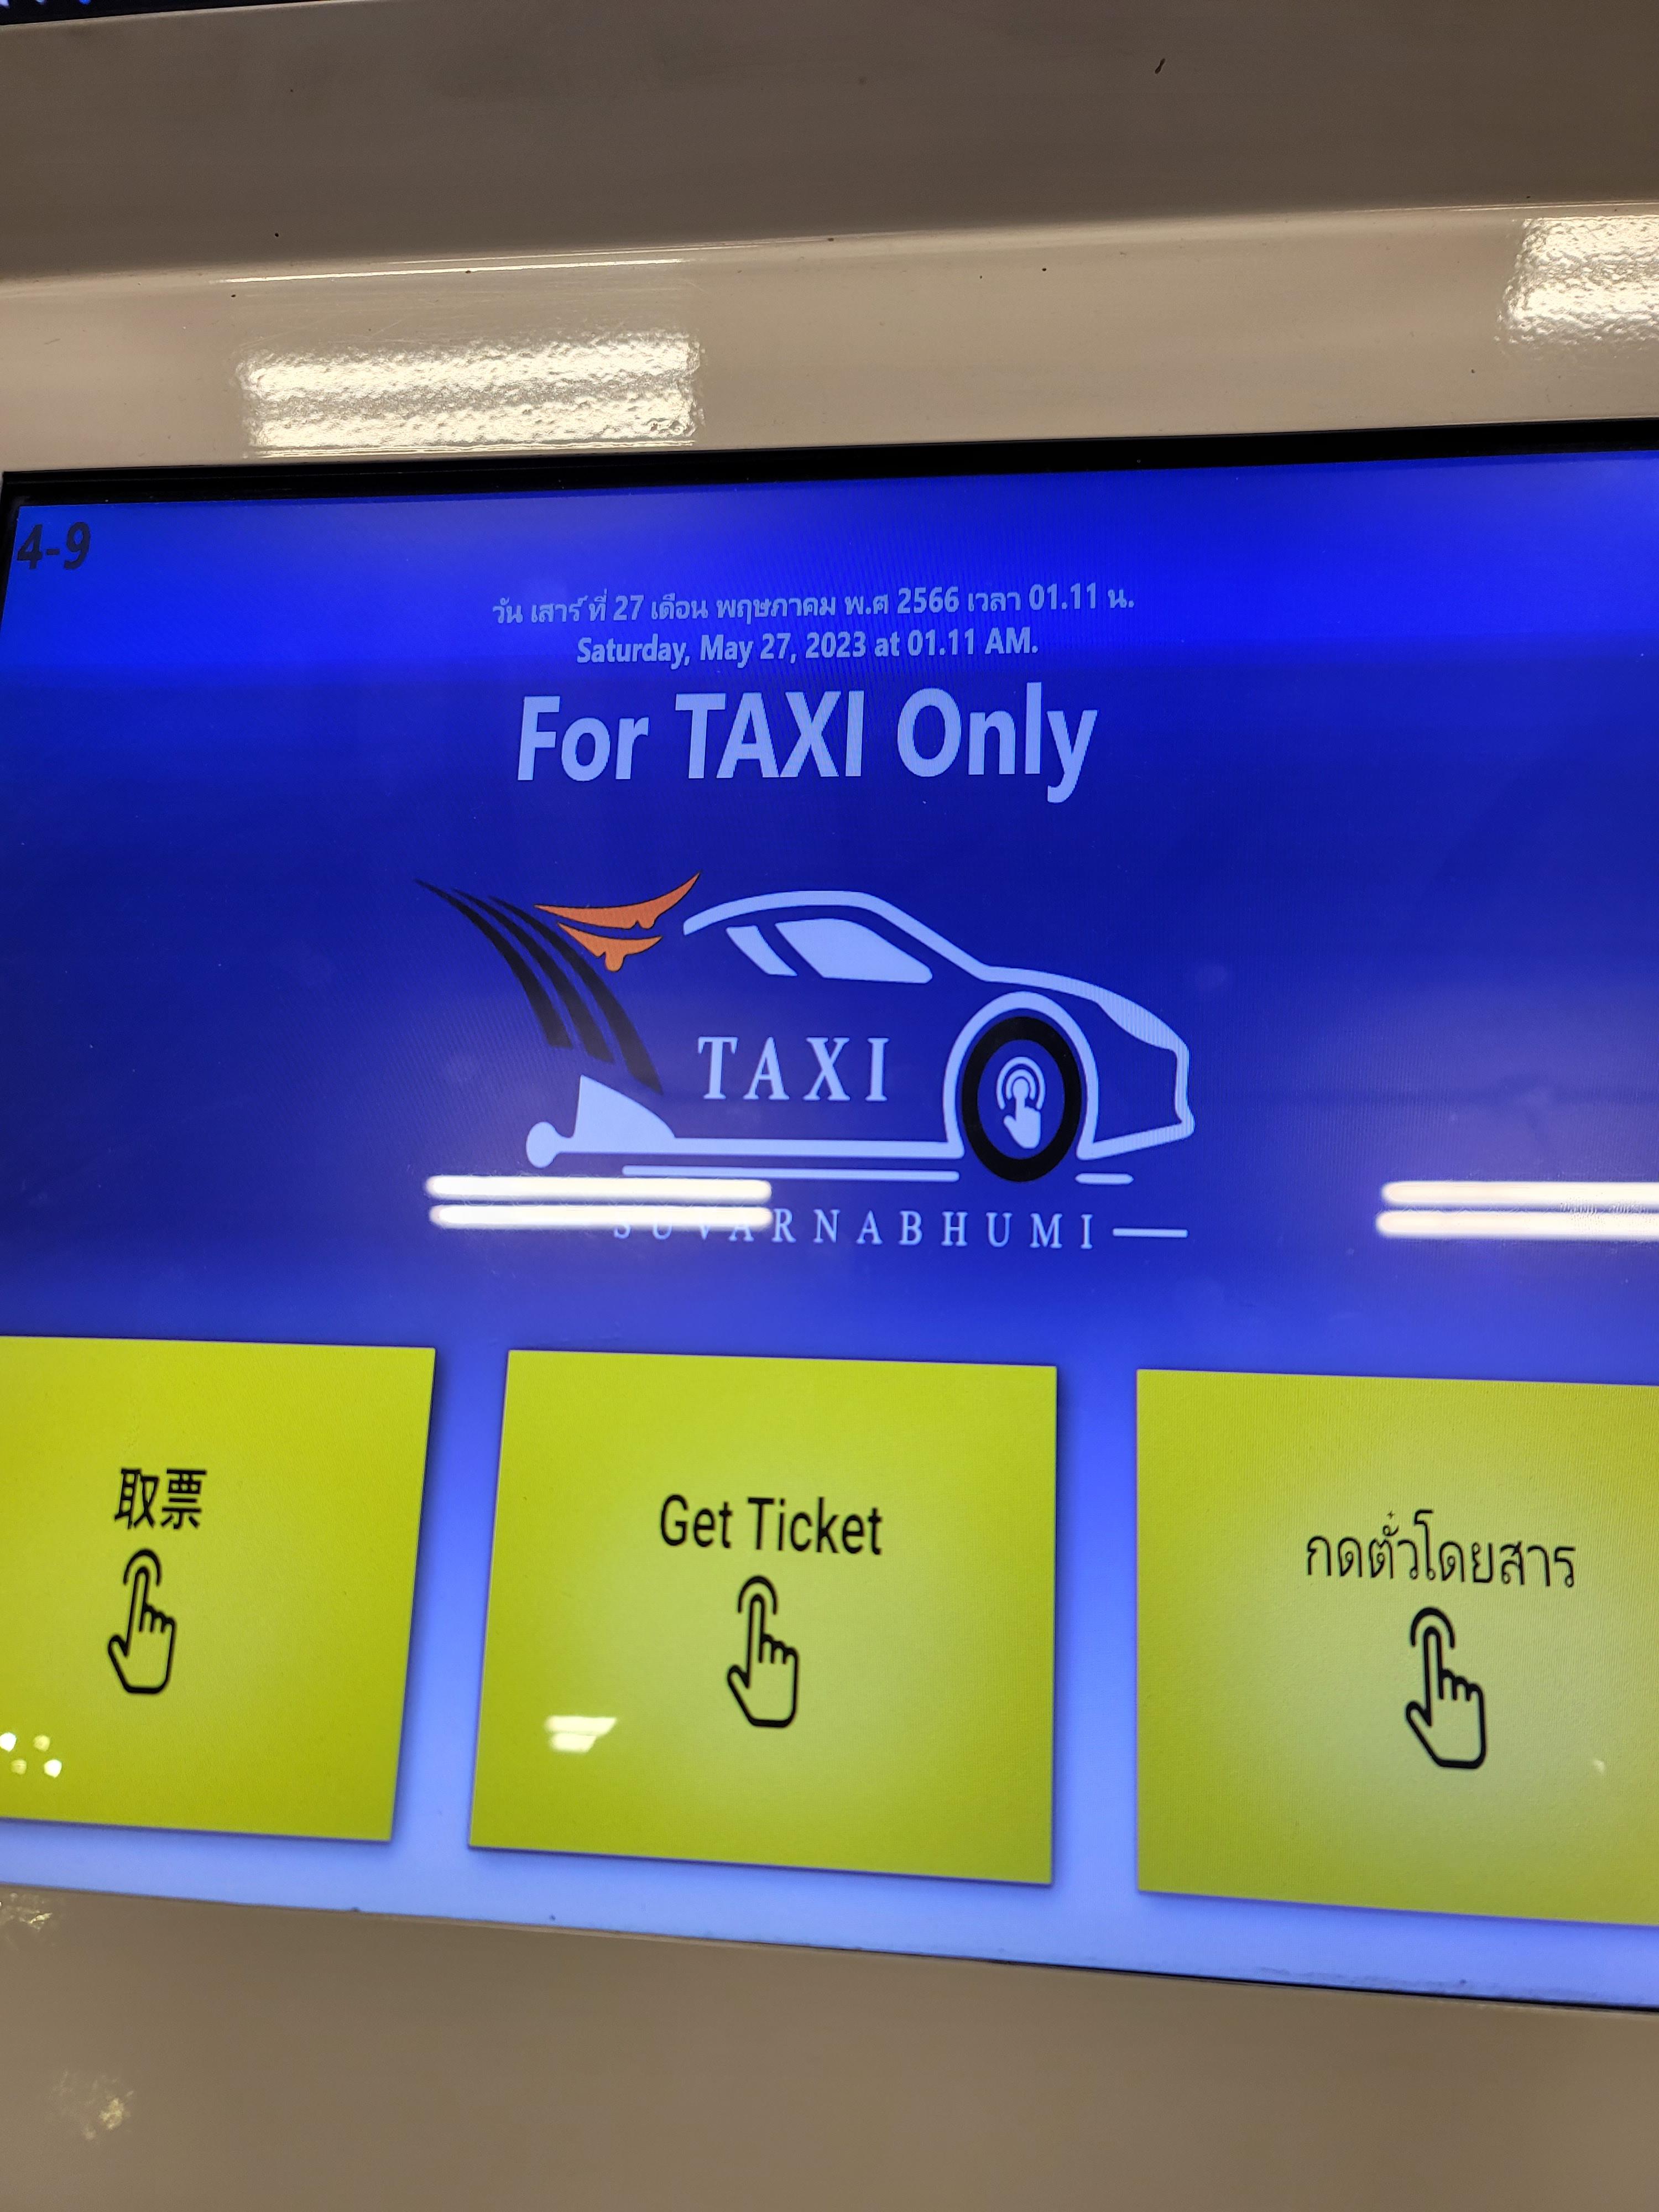 4-9
วัน เสาร์ ที่ 27 เดือน พฤษภาคม พ.ศ 2566 เวลา 01.11 น.
Saturday, May 27, 2023 at 01.11 AM.
For TAXI Only
TAXI
SUVARNABHUMI
取票
Get Ticket
กดตั๋วโดยสาร